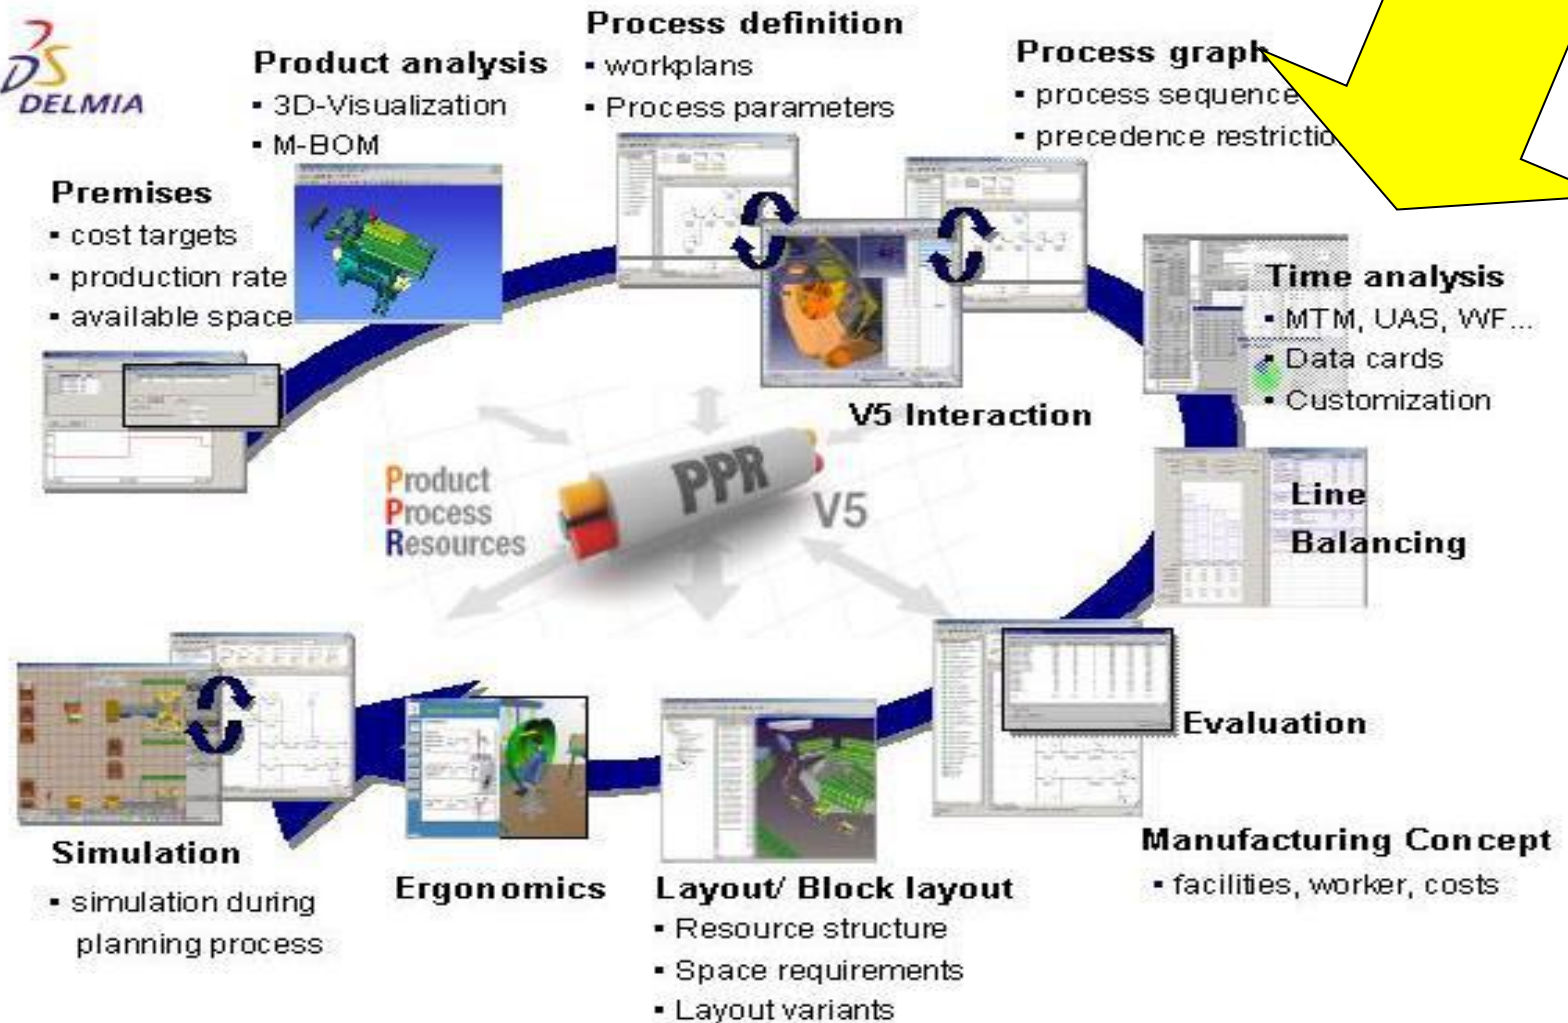 DELMIA
Premises
▪ cost targets
▪ production rate
▪ available space
Product analysis
▪ 3D-Visualization
▪ M-BOM
Process definition
▪ workplans
▪ Process parameters
Process graph
▪ process sequence
▪ precedence
Time analysis
▪ MTM, UAS, WF...
▪ Data cards
▪ Customization
V5 Interaction
Line
Balancing
Product
Process
Resources
PPR
V5
Evaluation
Manufacturing Concept
▪ facilities, worker, costs
Layout/ Block layout
▪ Resource structure
▪ Space requirements
▪ Layout variants
Ergonomics
Simulation
▪ simulation during
planning process